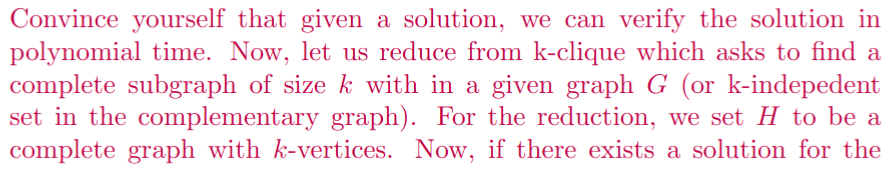 Convince yourself that given a solution, we can verify the solution in
polynomial time. Now, let us reduce from k-clique which asks to find a
complete subgraph of size k with in a given graph G (or k-indepedent
set in the complementary graph). For the reduction, we set H to be a
complete graph with k-vertices. Now, if there exists a solution for the